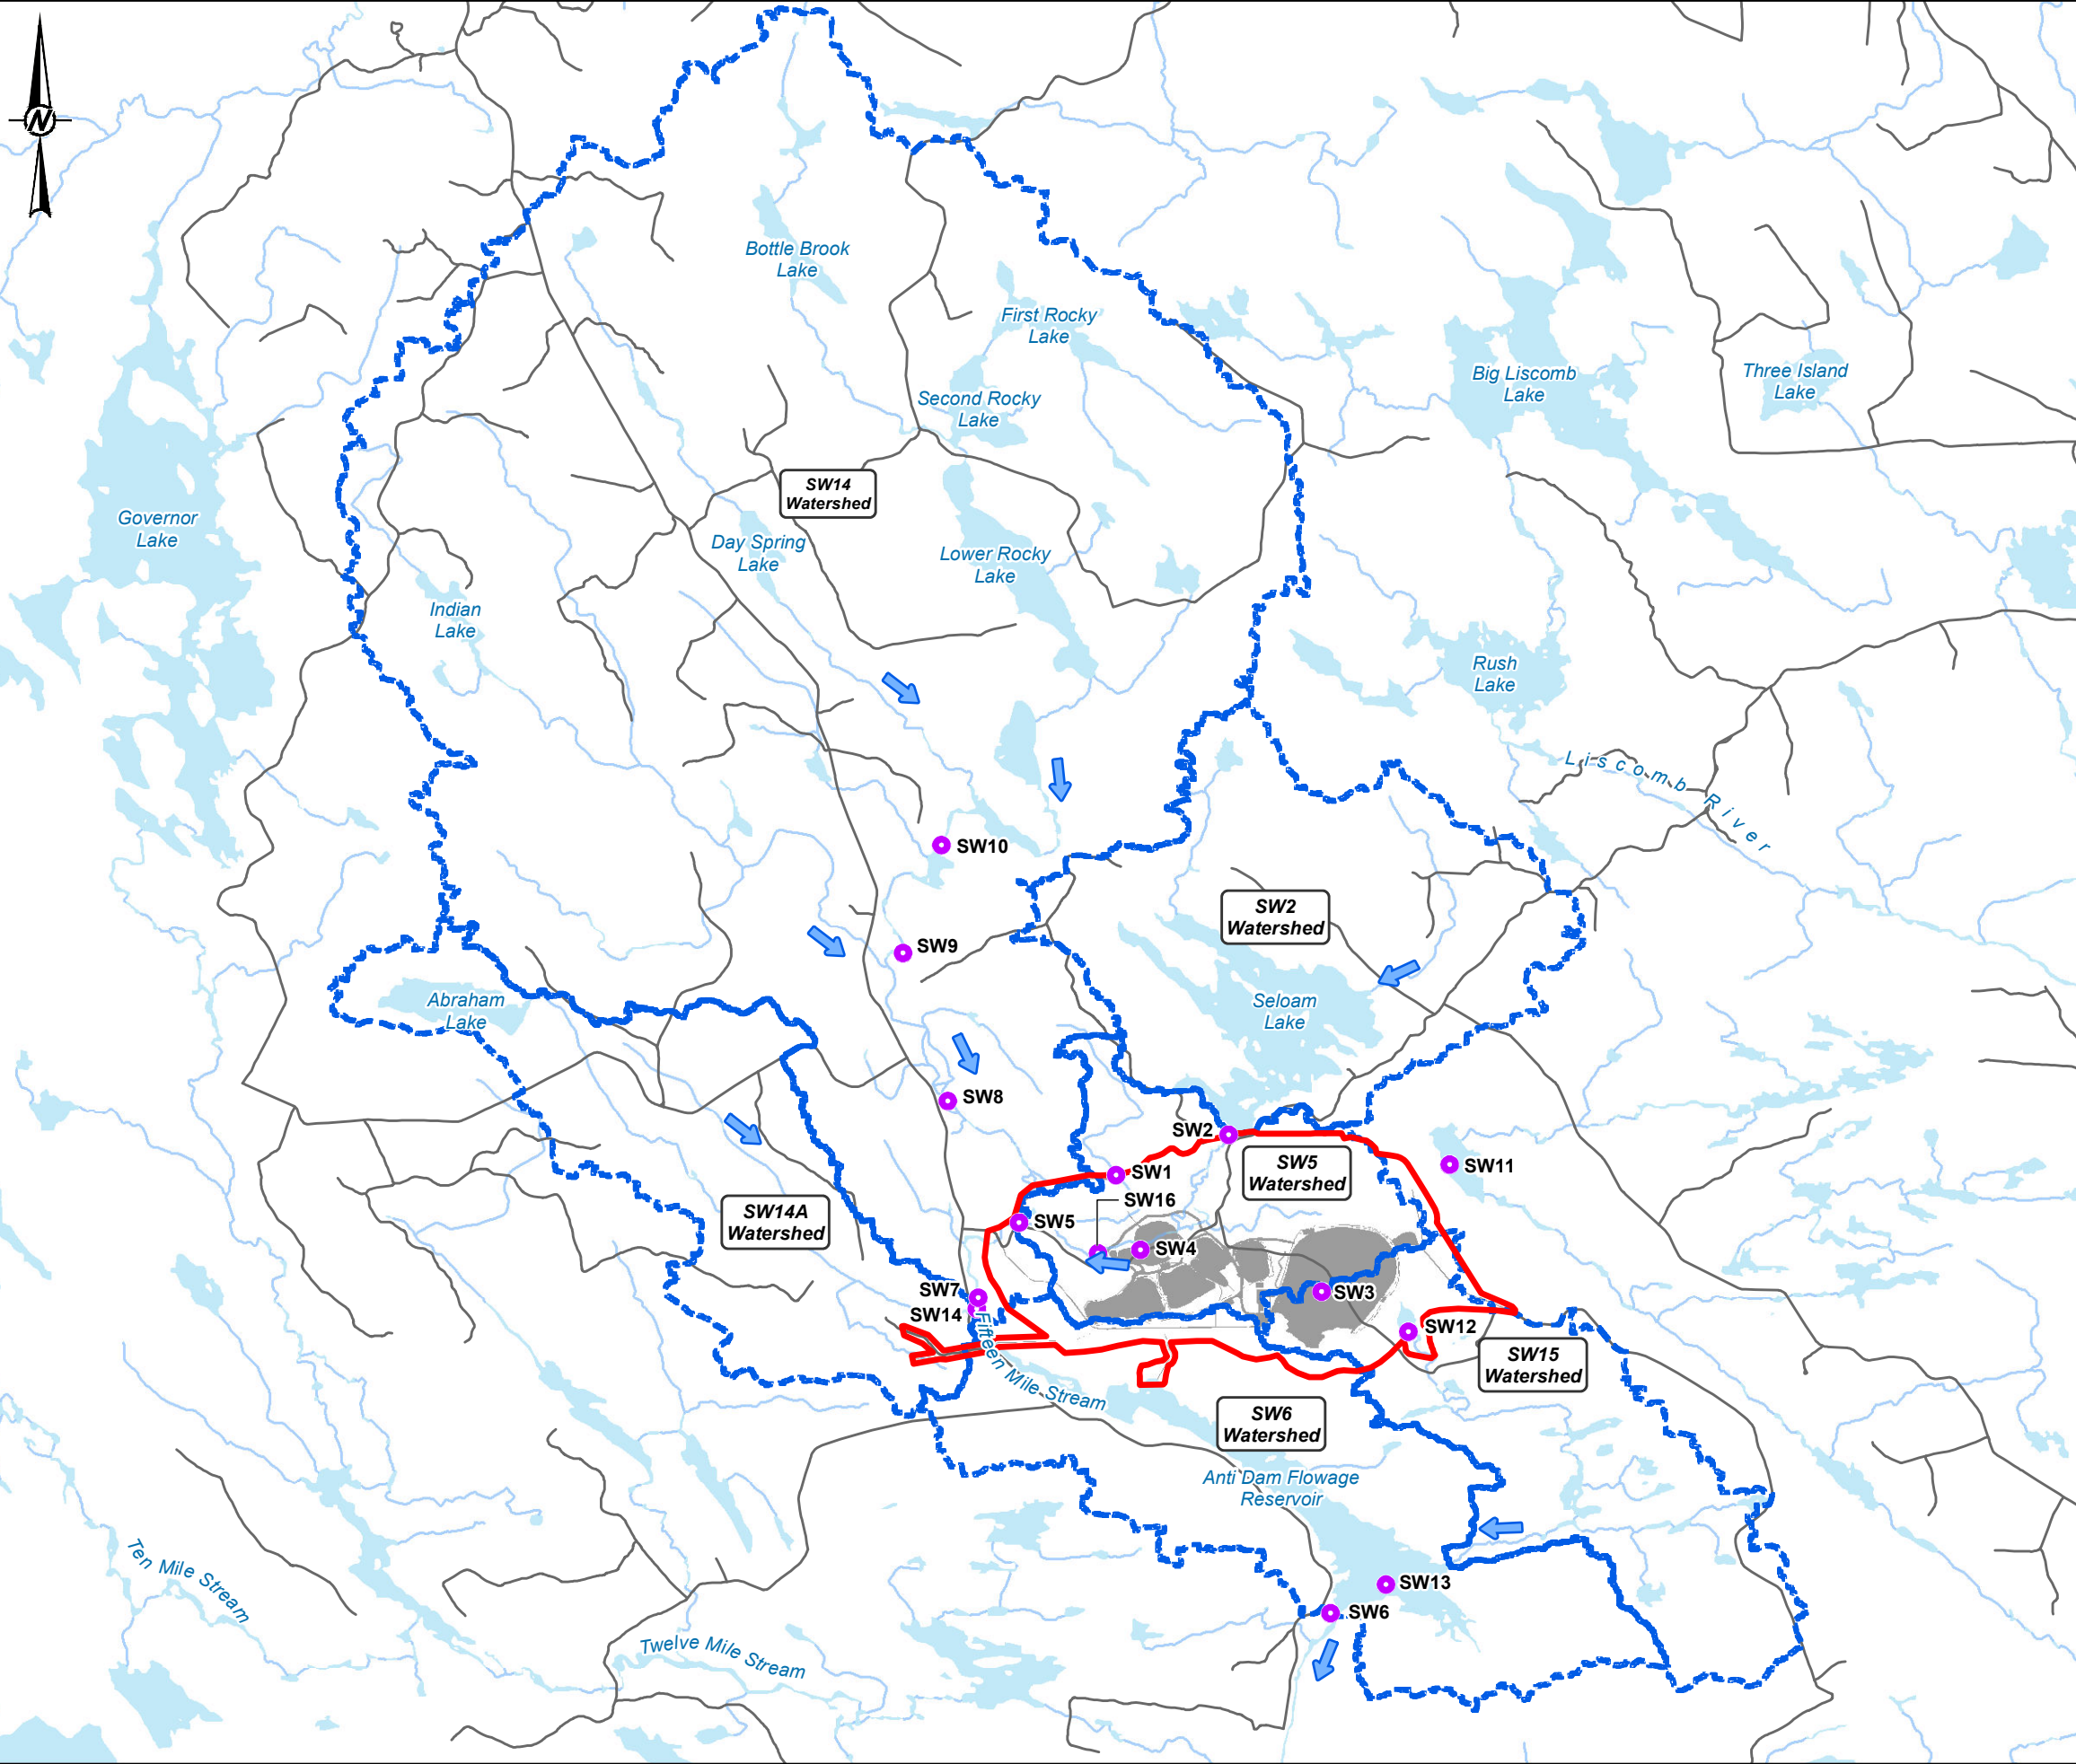 N
Bottle Brook
Lake
First Rocky
Lake
Big Liscomb
Lake
Three Island
Lake
Second Rocky
Lake
SW14
Watershed
Governor
Lake
Day Spring
Lake
Lower Rocky
Lake
Indian
Lake
Rush
Lake
Liscomb River
SW10
SW2
Watershed
SW9
Abraham
Lake
Seloam
Lake
SW8
SW2
SW5
Watershed
SW11
SW1
SW16
SW14A
Watershed
SW5
SW4
SW7
SW3
SW14
SW12
Fifteen Mile Stream
SW15
Watershed
SW6
Watershed
Anti Dam Flowage
Reservoir
Ten Mile Stream
SW13
SW6
Twelve Mile Stream